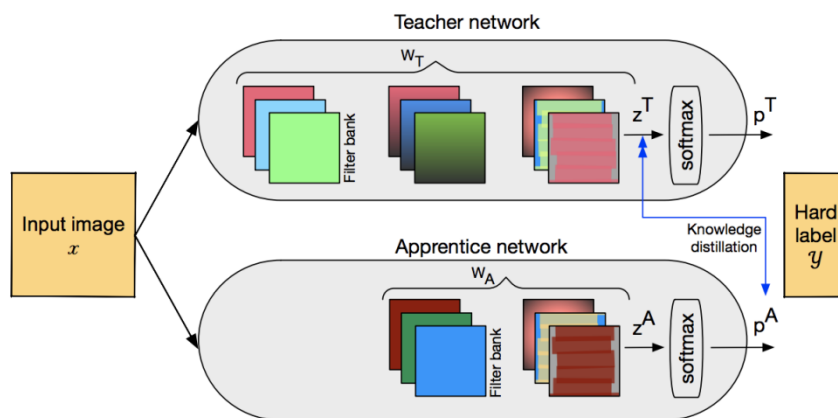 Teacher network
W_T
Filter bank
z^T
softmax
p^T
Input image
x
Knowledge
distillation
Hard
label
y
Apprentice network
W_A
Filter bank
z^A
softmax
p^A